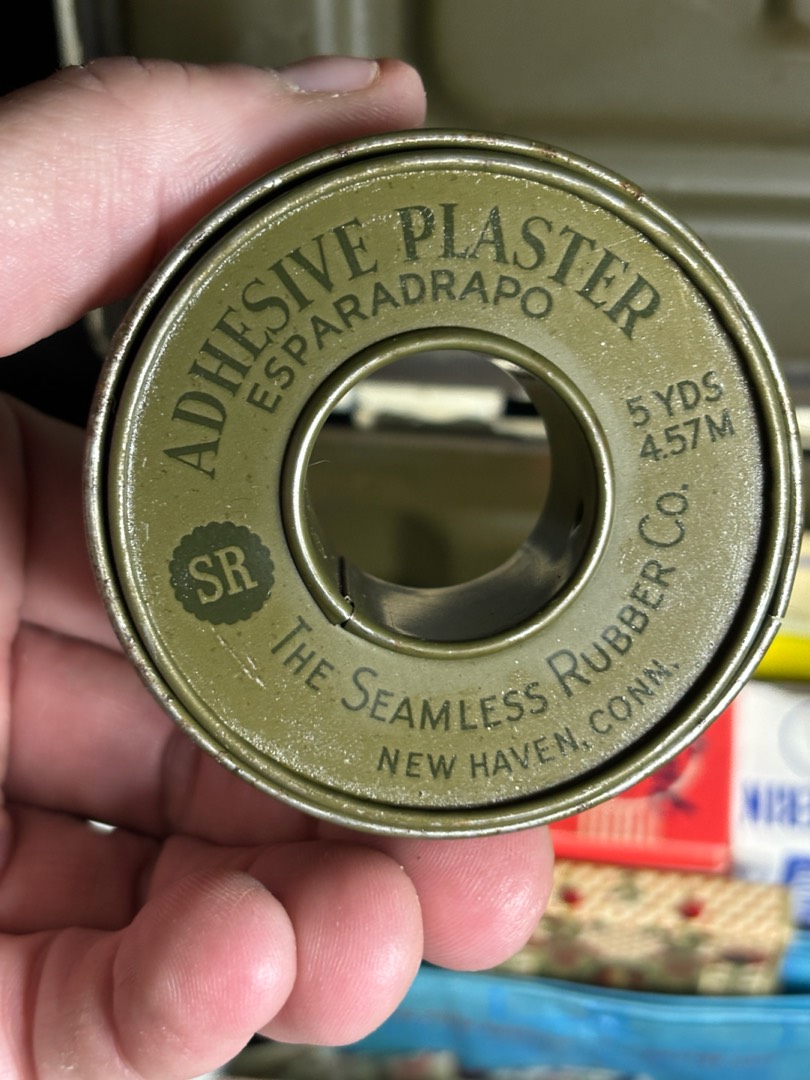 ADHESIVE PLASTER
ESPARADRAPO
5 YDS
4.57M
SR
THE SEAMLESS RUBBER CO.
NEW HAVEN, CONN.